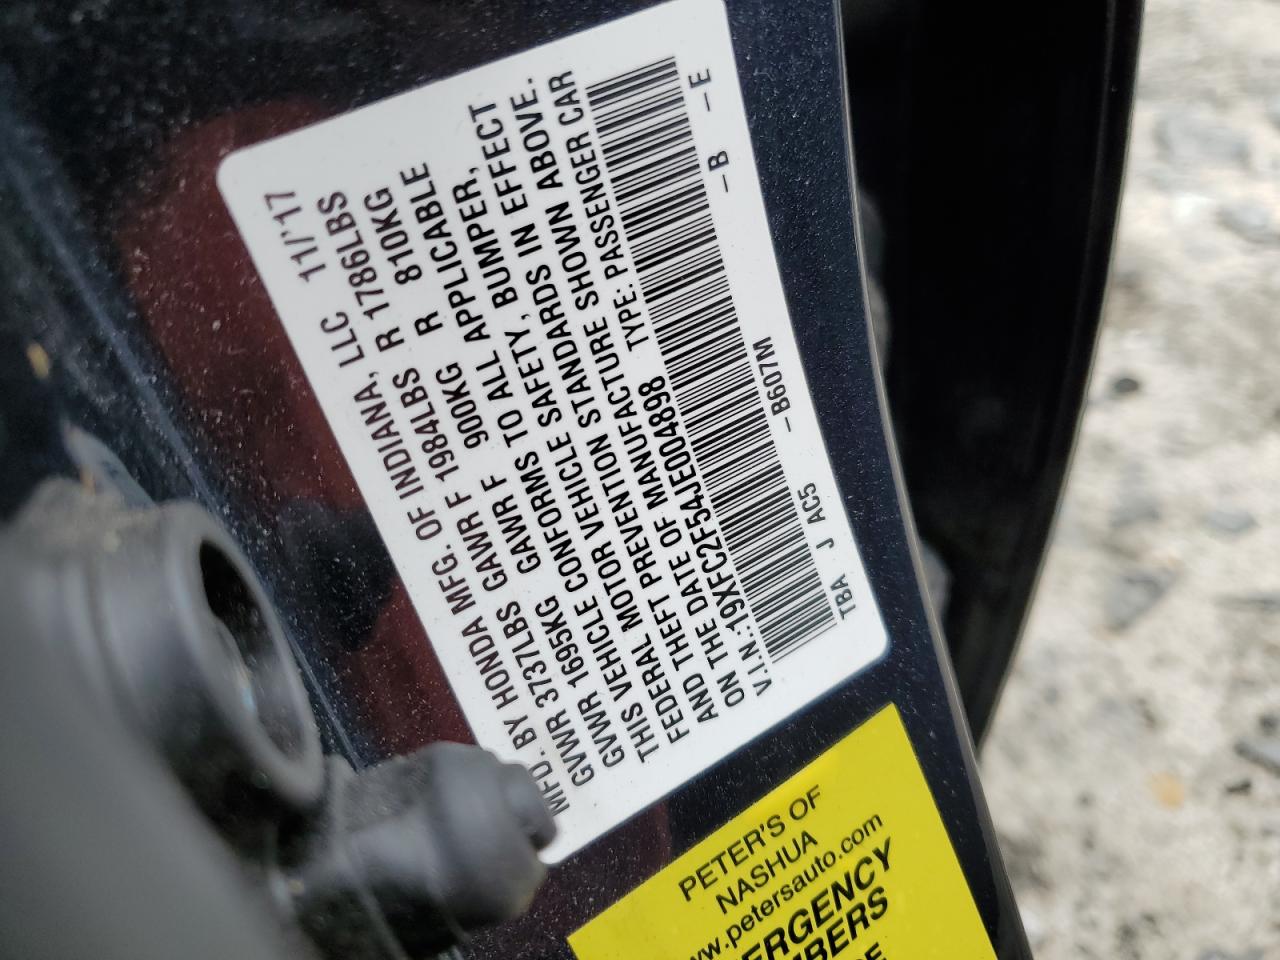 MFD. BY HONDA MFG. OF INDIANA, LLC 11/'17
GVWR 3737LBS GAWR F 1984LBS R 1786LBS
GVWR 1695KG GAWR F 900KG R 810KG
THIS VEHICLE CONFORMS TO ALL APPLICABLE
FEDERAL MOTOR VEHICLE SAFETY, BUMPER,
AND THEFT PREVENTION STANDARDS IN EFFECT
ON THE DATE OF MANUFACTURE SHOWN ABOVE.
V.I.N.:19XFC2F54JE004898 TYPE: PASSENGER CAR
TBA J AC5 -B607M -B -E
PETER'S OF
NASHUA
www.petersauto.com